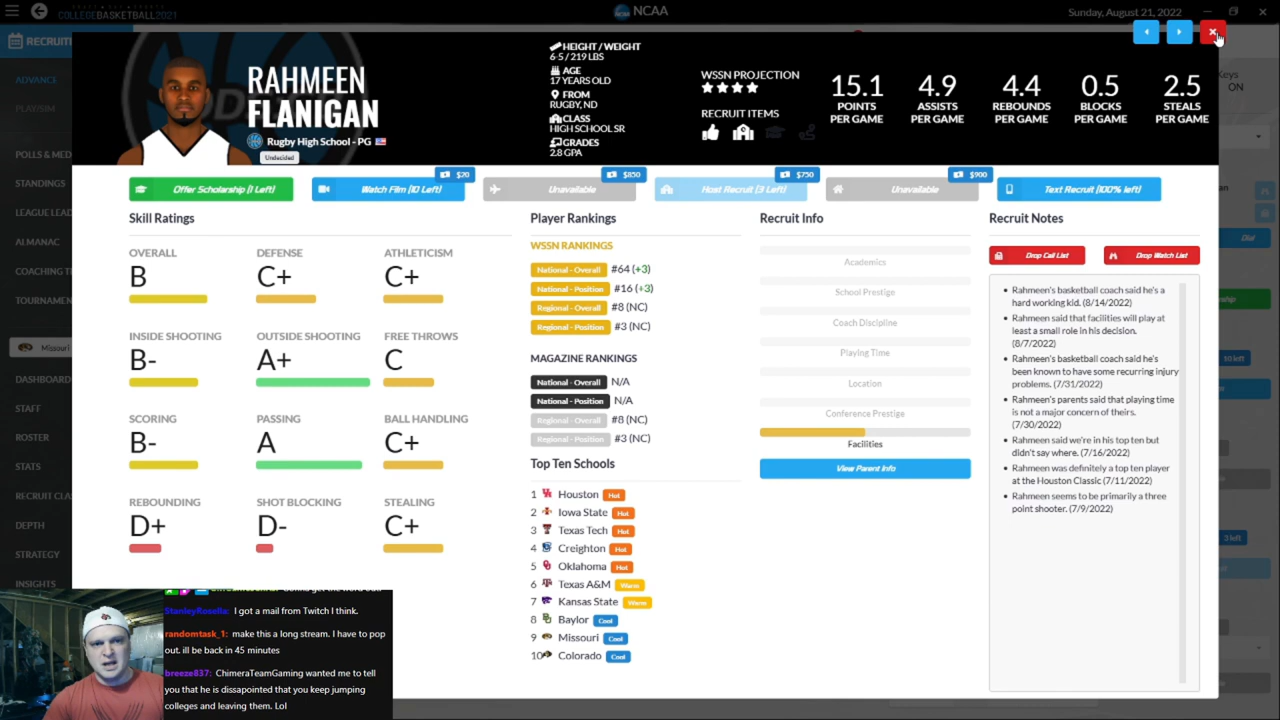 COLLEGEBASKETBALL2021
NCAA
Sunday, August 21, 2022
RECRUITI
ADVANCE
PLAY/SIM
POLLS & MED
STANDINGS
LEAGUE LEAD
ALMANAC
COACHING T
TOURNAMEN
Missouri
DASHBOARD
STAFF
ROSTER
STATS
RECRUIT CLA
DEPTH
STRATEGY
INSIGHTS
Keys
ON
RAHMEEN
FLANIGAN
Rugby High School - PG
Undecided
HEIGHT / WEIGHT
6-5 / 219 LBS
AGE
17 YEARS OLD
FROM
RUGBY, ND
CLASS
HIGH SCHOOL SR
GRADES
2.8 GPA
WSSN PROJECTION
RECRUIT ITEMS
15.1
POINTS
PER GAME
4.9
ASSISTS
PER GAME
4.4
REBOUNDS
PER GAME
0.5
BLOCKS
PER GAME
2.5
STEALS
PER GAME
Offer Scholarship (1 Left)
$20
Watch Film (10 Left)
$850
Unavailable
$750
Host Recruit (3 Left)
$900
Unavailable
Text Recruit (100% left)
Skill Ratings
OVERALL
B
DEFENSE
C+
ATHLETICISM
C+
INSIDE SHOOTING
B-
OUTSIDE SHOOTING
A+
FREE THROWS
C
SCORING
B-
PASSING
A
BALL HANDLING
C+
REBOUNDING
D+
SHOT BLOCKING
D-
STEALING
C+
Player Rankings
WSSN RANKINGS
National - Overall #64 (+3)
National - Position #16 (+3)
Regional - Overall #8 (NC)
Regional - Position #3 (NC)
MAGAZINE RANKINGS
National - Overall N/A
National - Position N/A
Regional - Overall #8 (NC)
Regional - Position #3 (NC)
Top Ten Schools
1 Houston Hot
2 Iowa State Hot
3 Texas Tech Hot
4 Creighton Hot
5 Oklahoma Hot
6 Texas A&M Warm
7 Kansas State Warm
8 Baylor Cool
9 Missouri Cool
10 Colorado Cool
Recruit Info
Academics
School Prestige
Coach Discipline
Playing Time
Location
Conference Prestige
Facilities
View Parent Info
Recruit Notes
Drop Call List
Drop Watch List
Rahmeen's basketball coach said he's a
hard working kid. (8/14/2022)
Rahmeen said that facilities will play at
least a small role in his decision.
(8/7/2022)
Rahmeen's basketball coach said he's
been known to have some recurring injury
problems. (7/31/2022)
Rahmeen's parents said that playing time
is not a major concern of theirs.
(7/30/2022)
Rahmeen said we're in his top ten but
didn't say where. (7/16/2022)
Rahmeen was definitely a top ten player
at the Houston Classic (7/11/2022)
Rahmeen seems to be primarily a three
point shooter. (7/9/2022)
Dial
10 left
3 left
StanleyRoselle: I got a mail from Twitch I think.
randomtask_1: make this a long stream. I have to pop
out. ill be back in 45 minutes
breeze837: ChimeraTeamGaming wanted me to tell
you that he is dissapointed that you keep jumping
colleges and leaving them. Lol